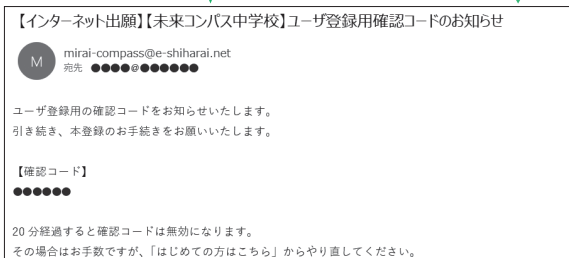 【インターネット出願】【未来コンパス中学校】ユーザ登録用確認コードのお知らせ
M
mirai-compass@e-shiharai.net
宛先 ●●●●@●●●●●●
ユーザ登録用の確認コードをお知らせいたします。
引き続き、本登録のお手続きをお願いいたします。
【確認コード】
●●●●●●
20分経過すると確認コードは無効になります。
その場合はお手数ですが、「はじめての方はこちら」からやり直してください。